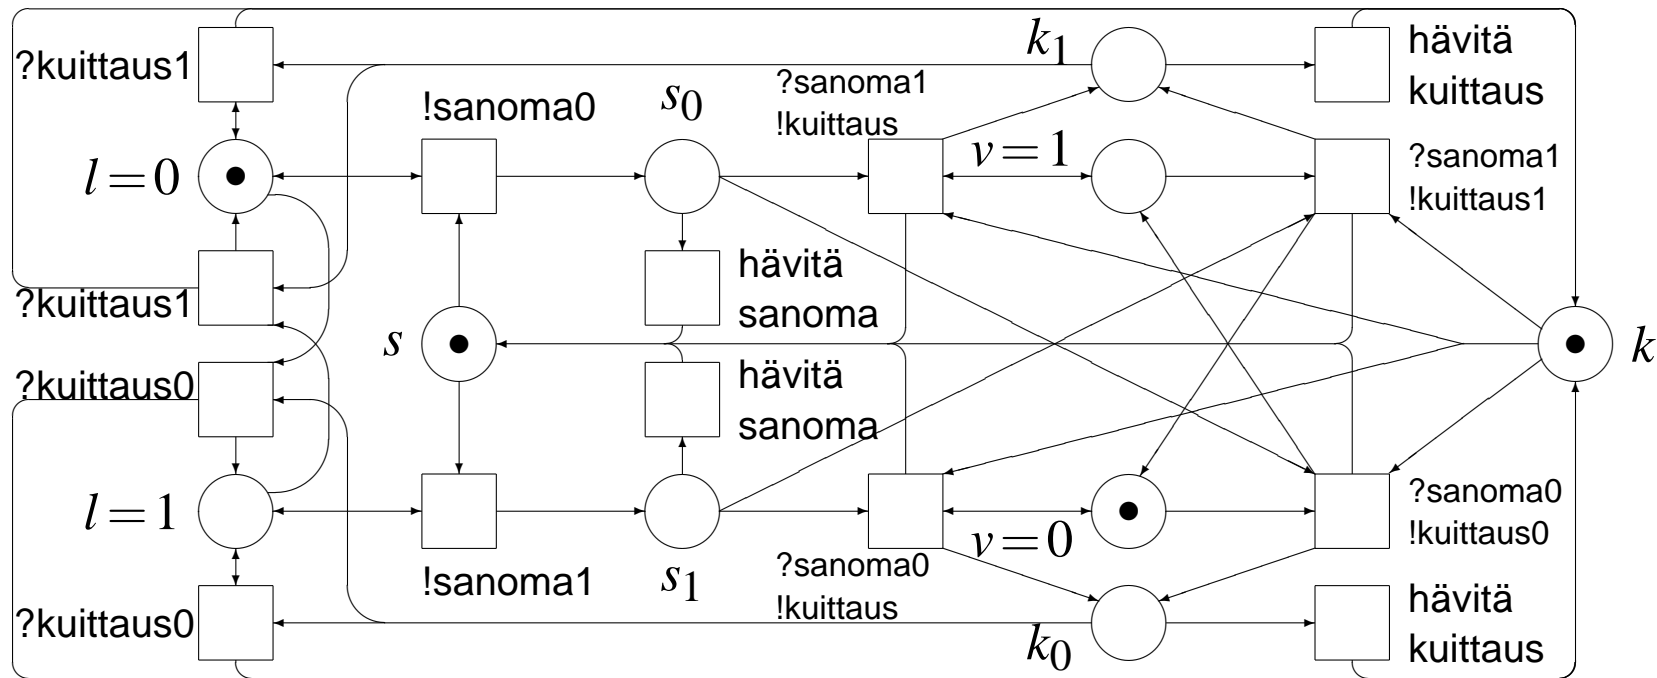 ?kuittaus1
l=0
?kuittaus1
?kuittaus0
l=1
?kuittaus0
!sanoma0
s
!sanoma1
s0
hävitä
sanoma
hävitä
sanoma
s1
?sanoma1
!kuittaus
?sanoma0
!kuittaus
k1
v=1
v=0
k0
hävitä
kuittaus
?sanoma1
!kuittaus1
?sanoma0
!kuittaus0
hävitä
kuittaus
k